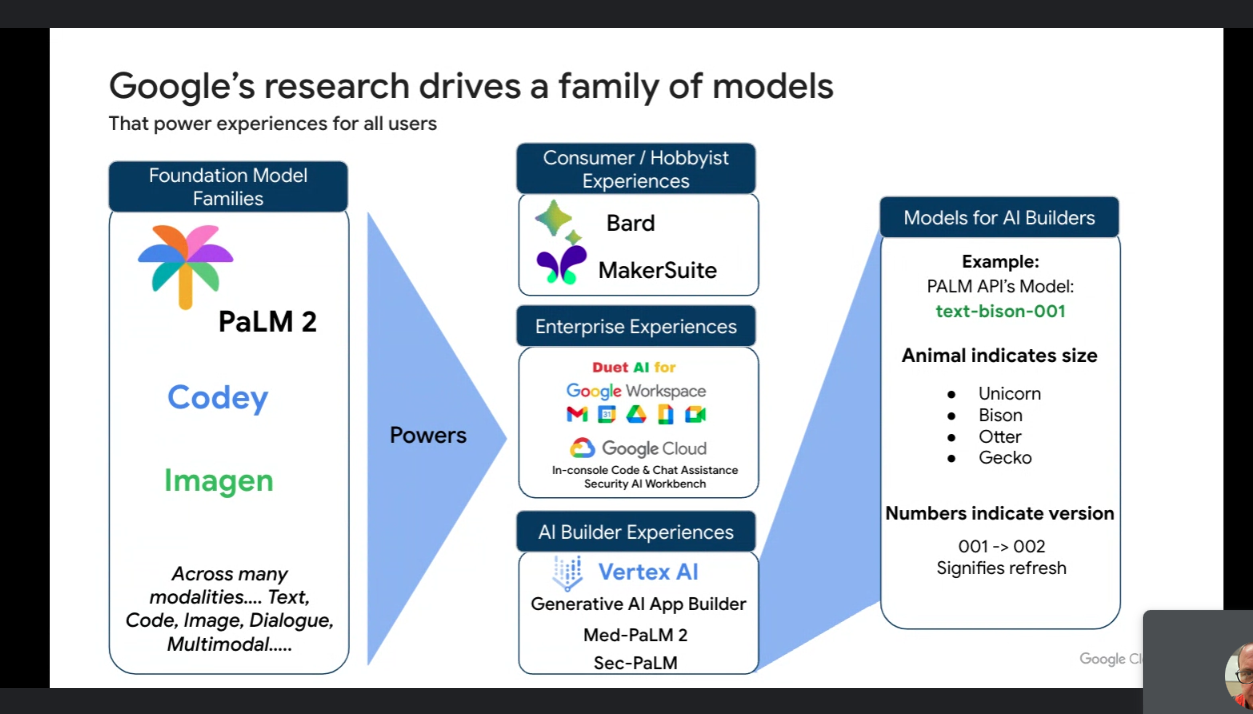 Google's research drives a family of models
That power experiences for all users
Foundation Model
Families
PaLM 2
Codey
Imagen
Across many
modalities.... Text,
Code, Image, Dialogue,
Multimodal.....
Powers
Consumer / Hobbyist
Experiences
Bard
MakerSuite
Enterprise Experiences
Duet AI for
Google Workspace
31
Google Cloud
In-console Code & Chat Assistance
Security AI Workbench
AI Builder Experiences
Vertex AI
Generative AI App Builder
Med-PaLM 2
Sec-PaLM
Models for AI Builders
Example:
PALM API's Model:
text-bison-001
Animal indicates size
● Unicorn
● Bison
● Otter
● Gecko
Numbers indicate version
001 -> 002
Signifies refresh
Google Cl